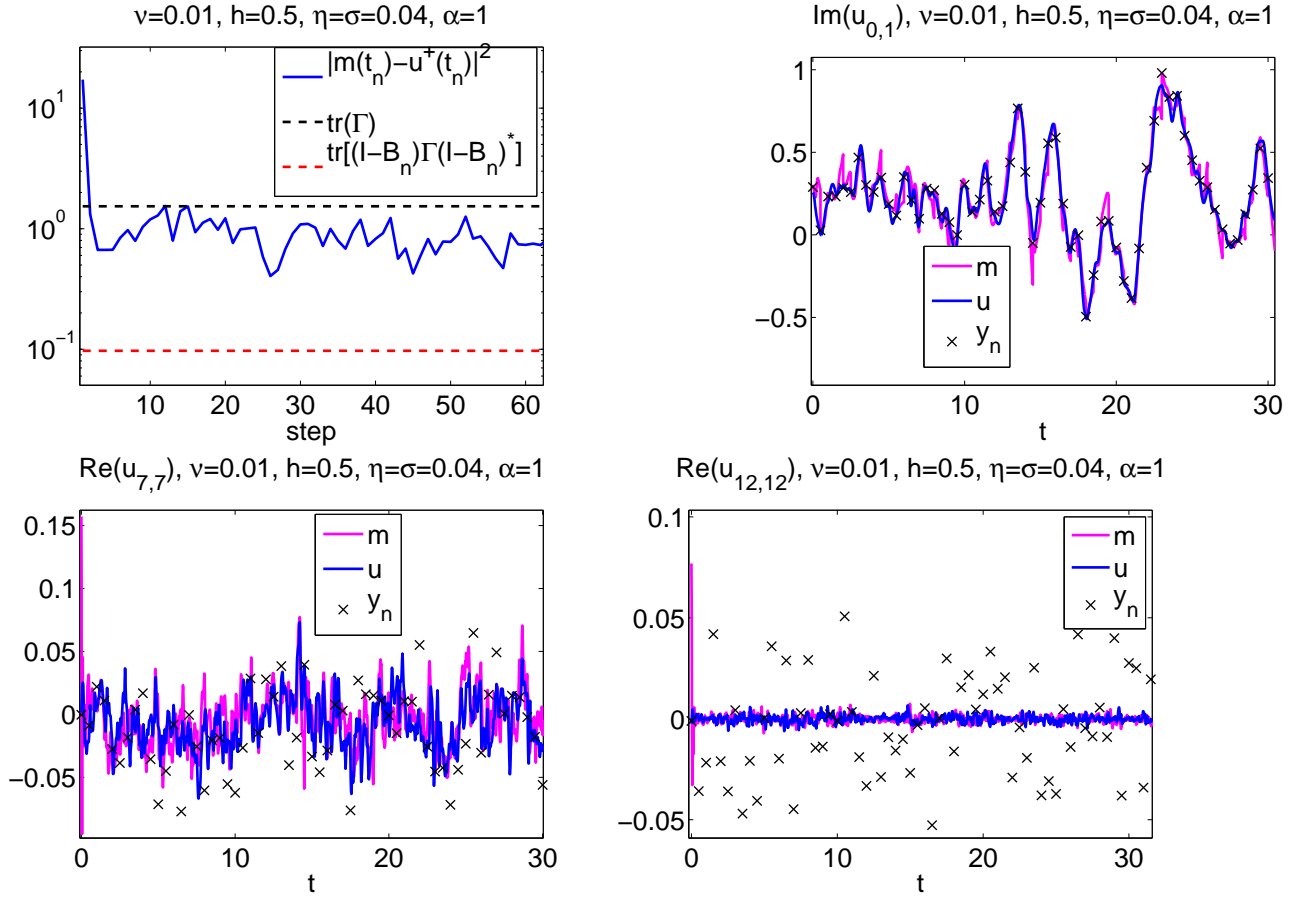 ν=0.01, h=0.5, η=σ=0.04, α=1
|m(t_n)−u^+(t_n)|^2
tr(Γ)
tr[(I−B_n)Γ(I−B_n)^*]
10^1
10^0
10^−1
10 20 30 40 50 60
step
Im(u_{0,1}), ν=0.01, h=0.5, η=σ=0.04, α=1
1
0.5
0
−0.5
m
u
y_n
0 10 20 30
t
Re(u_{7,7}), ν=0.01, h=0.5, η=σ=0.04, α=1
0.15
0.1
0.05
0
−0.05
m
u
y_n
0 10 20 30
t
Re(u_{12,12}), ν=0.01, h=0.5, η=σ=0.04, α=1
0.1
0.05
0
−0.05
m
u
y_n
0 10 20 30
t